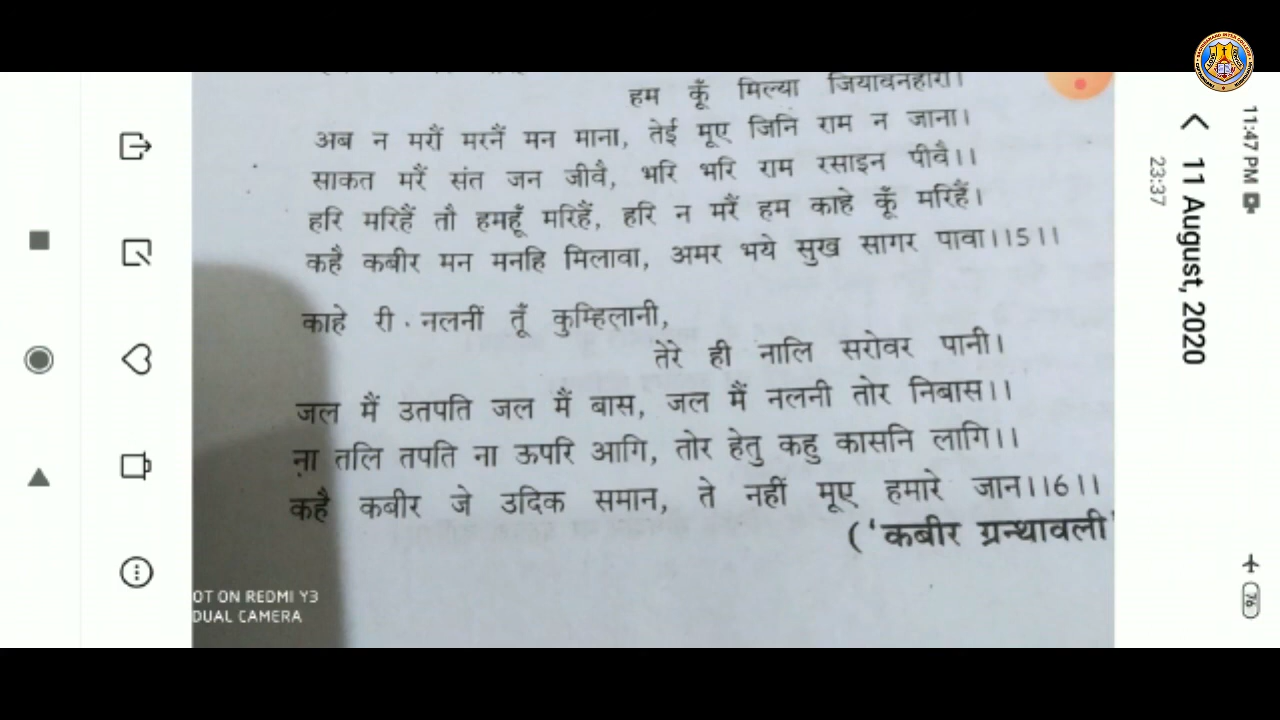 हम कूँ मिल्या जियावनहारा।
अब न मरौं मरनैं मन माना, तेई मूए जिनि राम न जाना।
साकत मरैं संत जन जीवै, भरि भरि राम रसाइन पीवै।।
हरि मरिहैं तौ हमहूँ मरिहैं, हरि न मरैं हम काहे कूँ मरिहैं।
कहै कबीर मन मनहि मिलावा, अमर भये सुख सागर पावा।।5।।
काहे री नलनीं तूँ कुम्हिलानी,
तेरे ही नालि सरोवर पानी।
जल मैं उतपति जल मैं बास, जल मैं नलनी तोर निबास।।
ना तलि तपति ना ऊपरि आगि, तोर हेतु कहु कासनि लागि।।
कहै कबीर जे उदिक समान, ते नहीं मूए हमारे जान।।6।।
('कबीर ग्रन्थावली'
OT ON REDMI Y3
DUAL CAMERA
11:47 PM
11 August, 2020
23:37
76